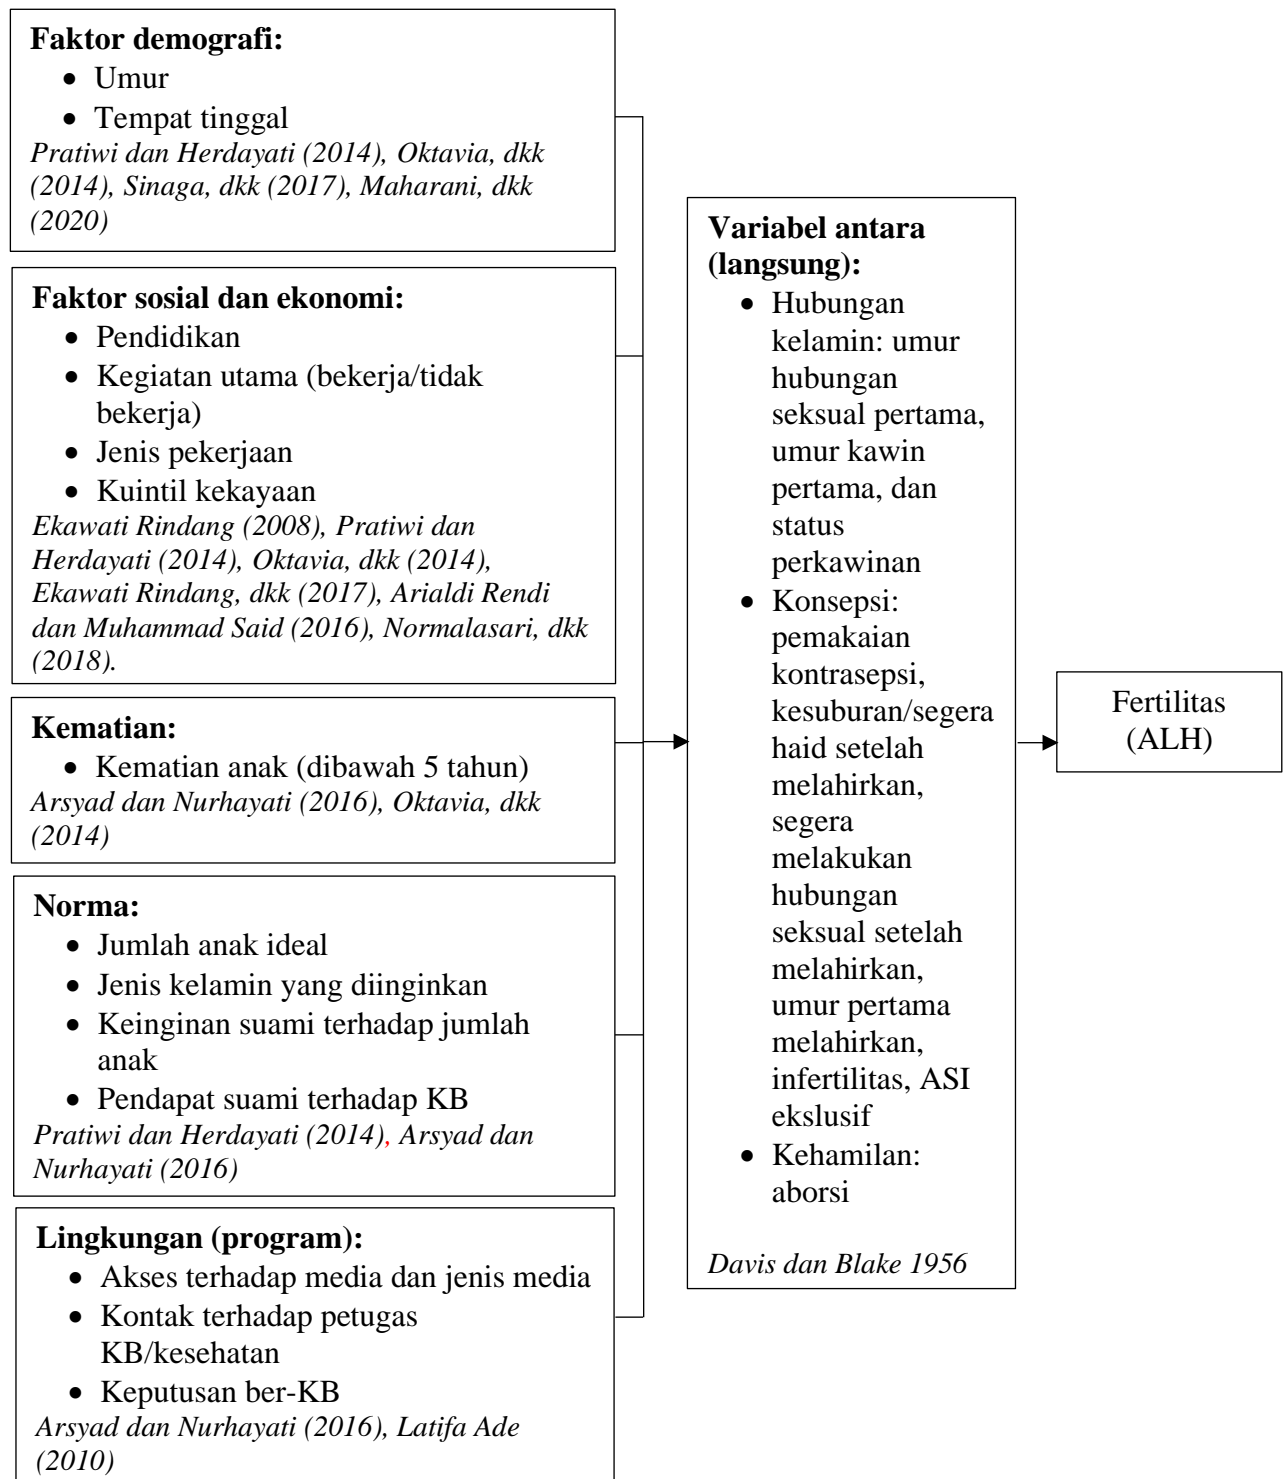 Faktor demografi:
• Umur
• Tempat tinggal
Pratiwi dan Herdayati (2014), Oktavia, dkk
(2014), Sinaga, dkk (2017), Maharani, dkk
(2020)
Faktor sosial dan ekonomi:
• Pendidikan
• Kegiatan utama (bekerja/tidak
bekerja)
• Jenis pekerjaan
• Kuintil kekayaan
Ekawati Rindang (2008), Pratiwi dan
Herdayati (2014), Oktavia, dkk (2014),
Ekawati Rindang, dkk (2017), Arialdi Rendi
dan Muhammad Said (2016), Normalasari, dkk
(2018).
Kematian:
• Kematian anak (dibawah 5 tahun)
Arsyad dan Nurhayati (2016), Oktavia, dkk
(2014)
Norma:
• Jumlah anak ideal
• Jenis kelamin yang diinginkan
• Keinginan suami terhadap jumlah
anak
• Pendapat suami terhadap KB
Pratiwi dan Herdayati (2014), Arsyad dan
Nurhayati (2016)
Lingkungan (program):
• Akses terhadap media dan jenis media
• Kontak terhadap petugas
KB/kesehatan
• Keputusan ber-KB
Arsyad dan Nurhayati (2016), Latifa Ade
(2010)
Variabel antara
(langsung):
• Hubungan
kelamin: umur
hubungan
seksual pertama,
umur kawin
pertama, dan
status
perkawinan
• Konsepsi:
pemakaian
kontrasepsi,
kesuburan/segera
haid setelah
melahirkan,
segera
melakukan
hubungan
seksual setelah
melahirkan,
umur pertama
melahirkan,
infertilitas, ASI
ekslusif
• Kehamilan:
aborsi
Davis dan Blake 1956
Fertilitas
(ALH)